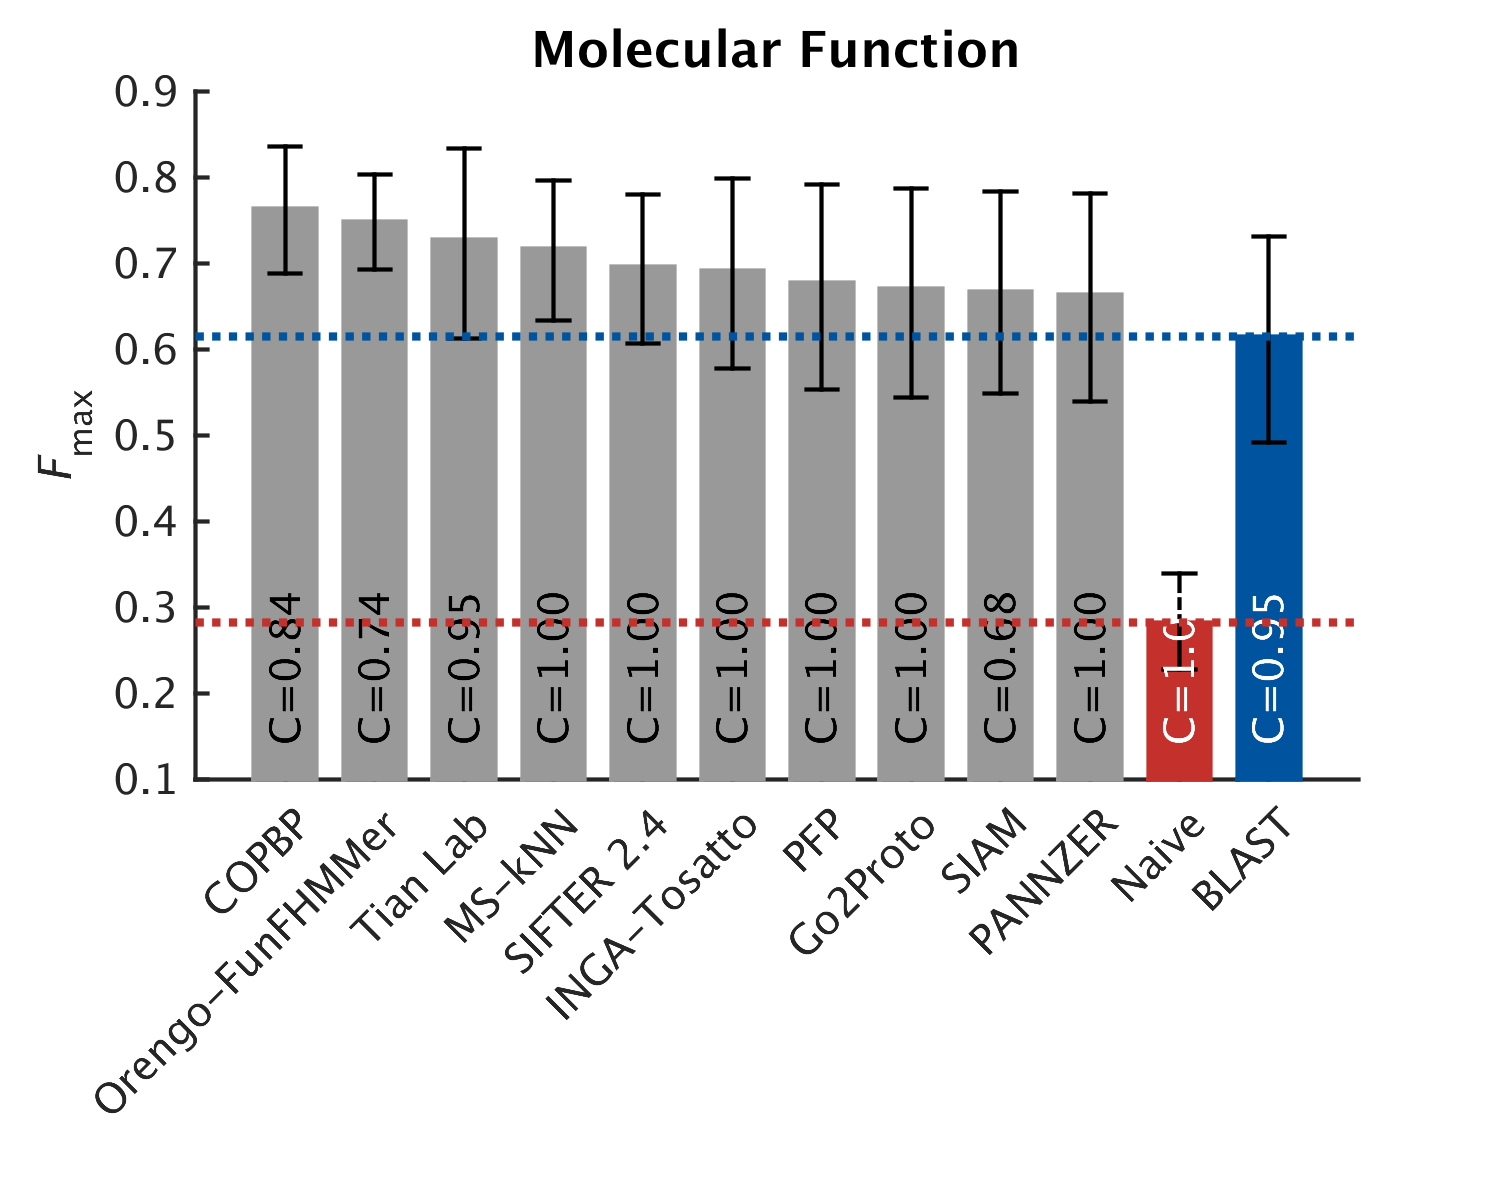 Molecular Function
0.9
0.8
0.7
0.6
0.5
0.4
0.3
0.2
0.1
Fmax
C=0.84
C=0.74
C=0.95
C=1.00
C=1.00
C=1.00
C=1.00
C=1.00
C=0.68
C=1.00
C=1.0
C=0.95
COPBP
Orengo-FunFHMMer
Tian Lab
MS-kNN
SIFTER 2.4
INGA-Tosatto
PFP
Go2Proto
SIAM
PANNZER
Naive
BLAST